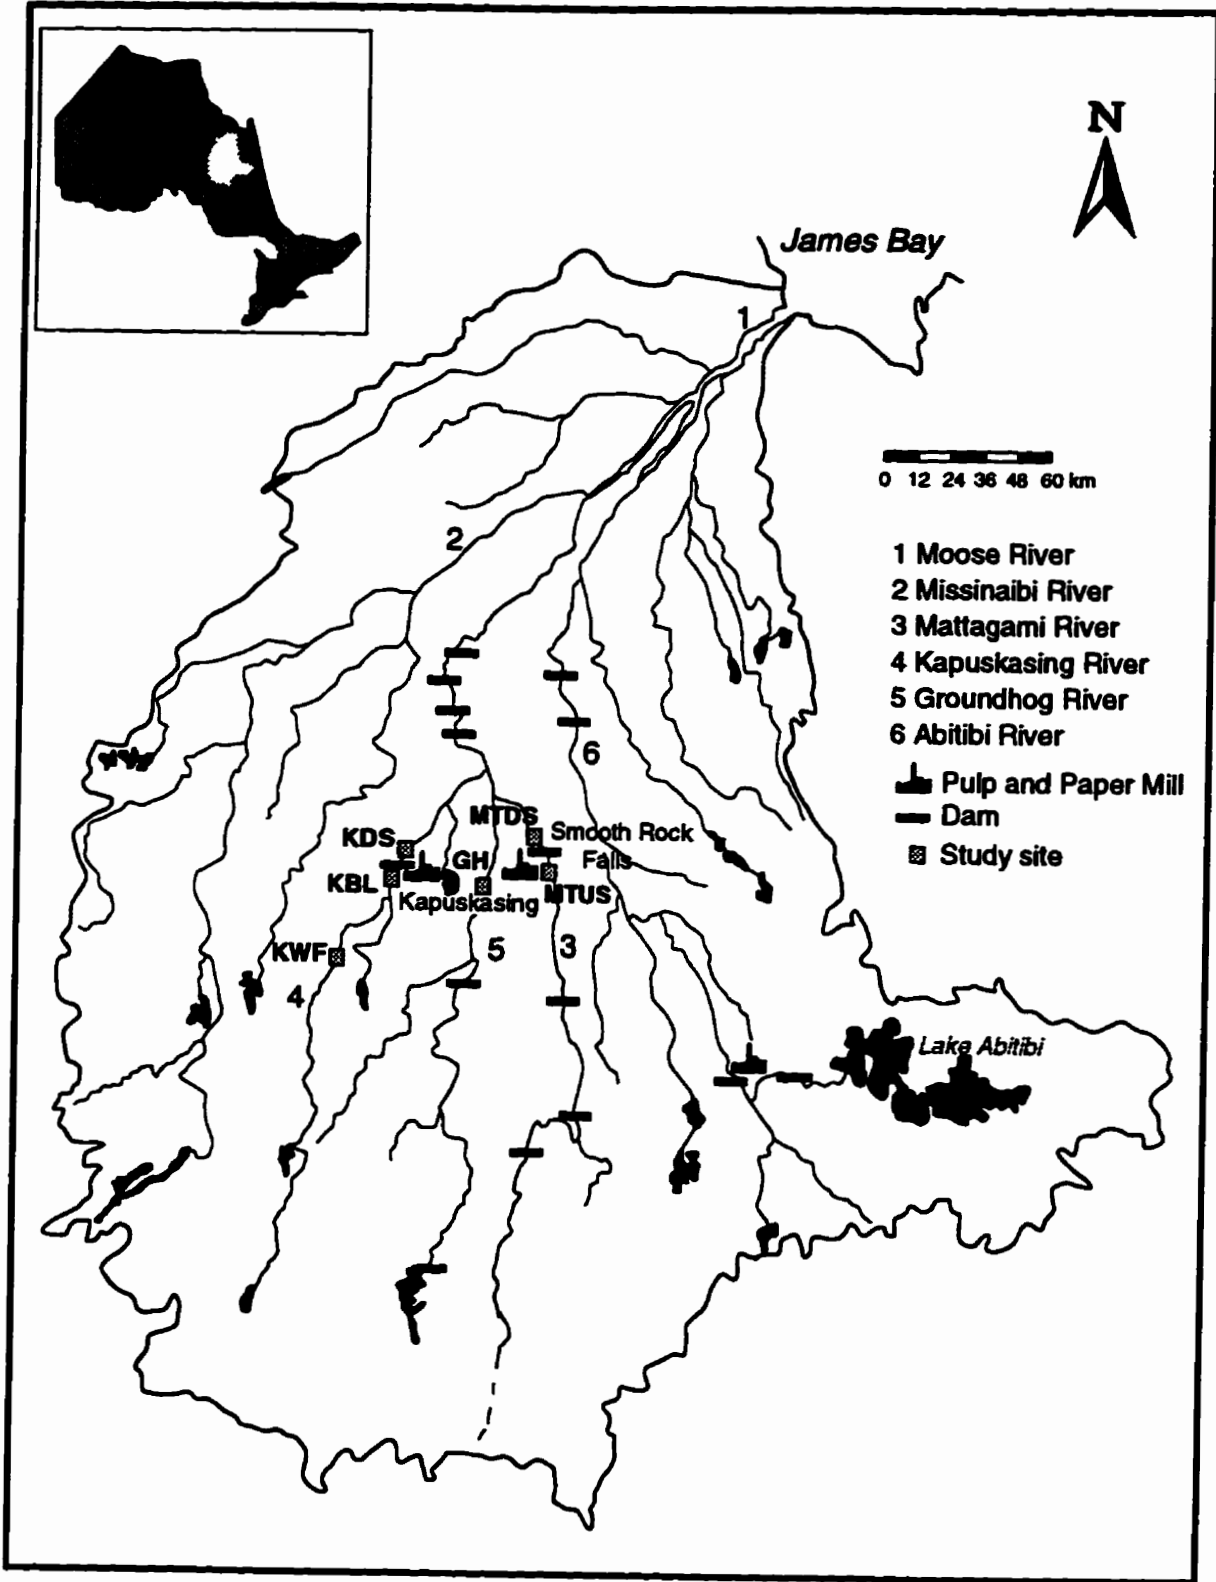 N
James Bay
1
0 12 24 36 48 60 km
2
1 Moose River
2 Missinaibi River
3 Mattagami River
4 Kapuskasing River
5 Groundhog River
6 Abitibi River
Pulp and Paper Mill
Dam
Study site
6
MTDS
Smooth Rock
Falls
KDS
GH
KBL
MTUS
Kapuskasing
KWF
5
3
4
Lake Abitibi